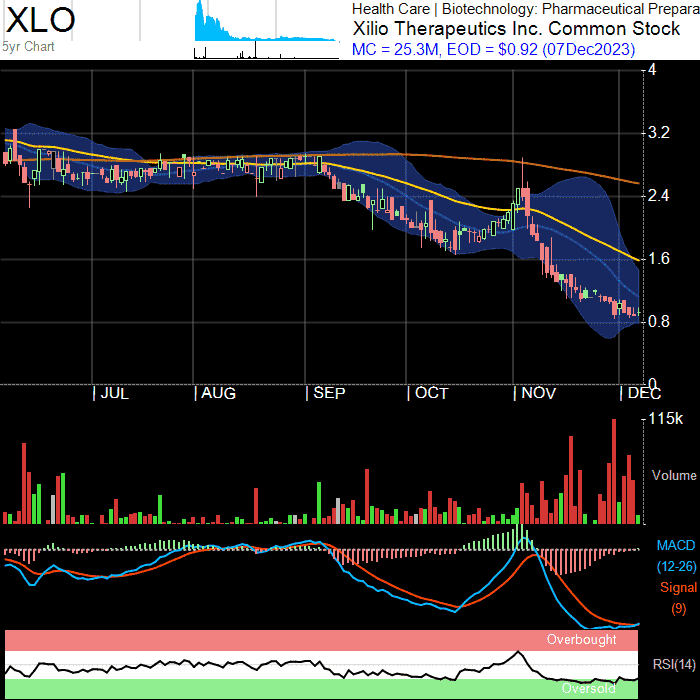 XLO
5yr Chart
Health Care | Biotechnology: Pharmaceutical Prepara
Xilio Therapeutics Inc. Common Stock
MC = 25.3M, EOD = $0.92 (07Dec2023)
4
3.2
2.4
1.6
0.8
0
JUL AUG SEP OCT NOV DEC
115k
Volume
MACD
(12-26)
Signal
(9)
Overbought
RSI(14)
Oversold